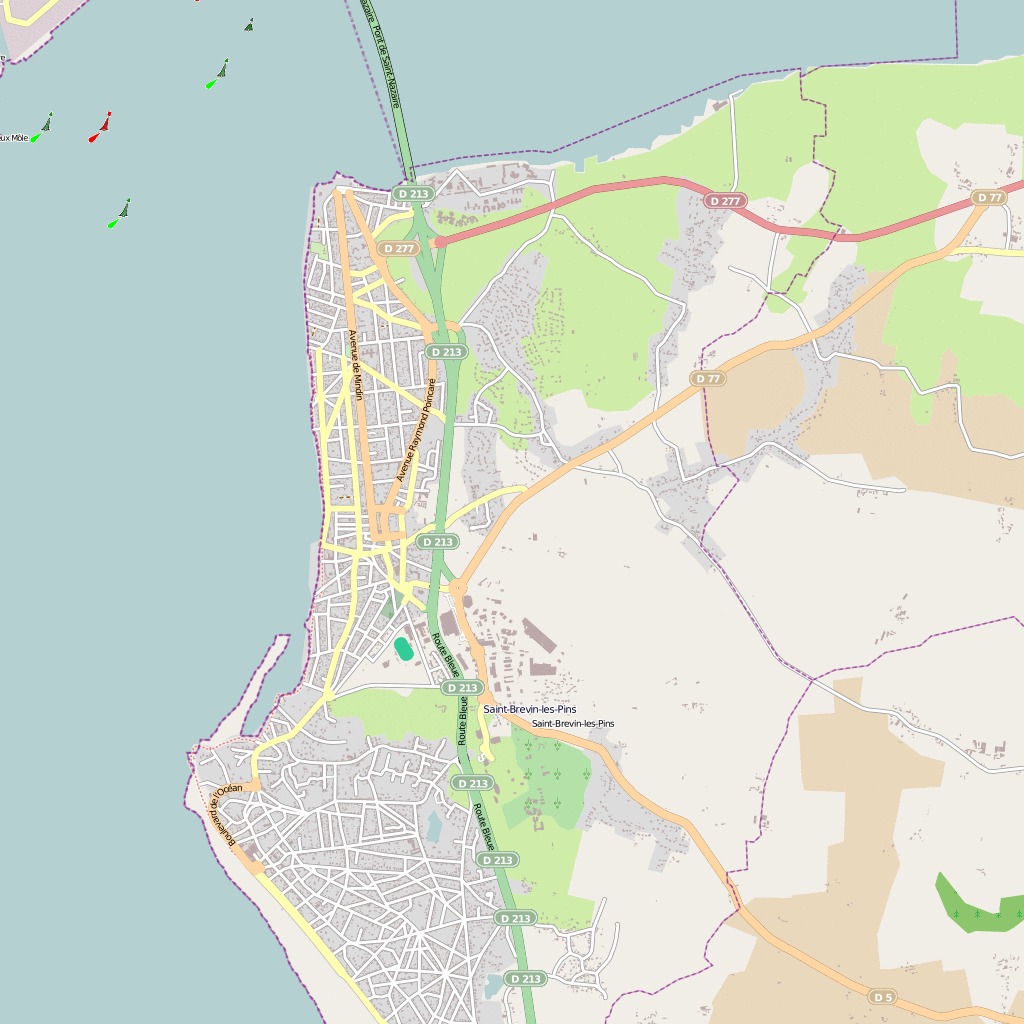 Nazaire Pont de Saint-Nazaire
eux Môle
D 213
D 277
D 77
D 277
D 213
Avenue de Mindin
D 77
Avenue Raymond Poincaré
D 213
Route Bleue
D 213
Route Bleue
Saint-Brevin-les-Pins
Saint-Brevin-les-Pins
D 213
Boulevard de l'Océan
Route Bleue
D 213
D 213
D 213
D 5